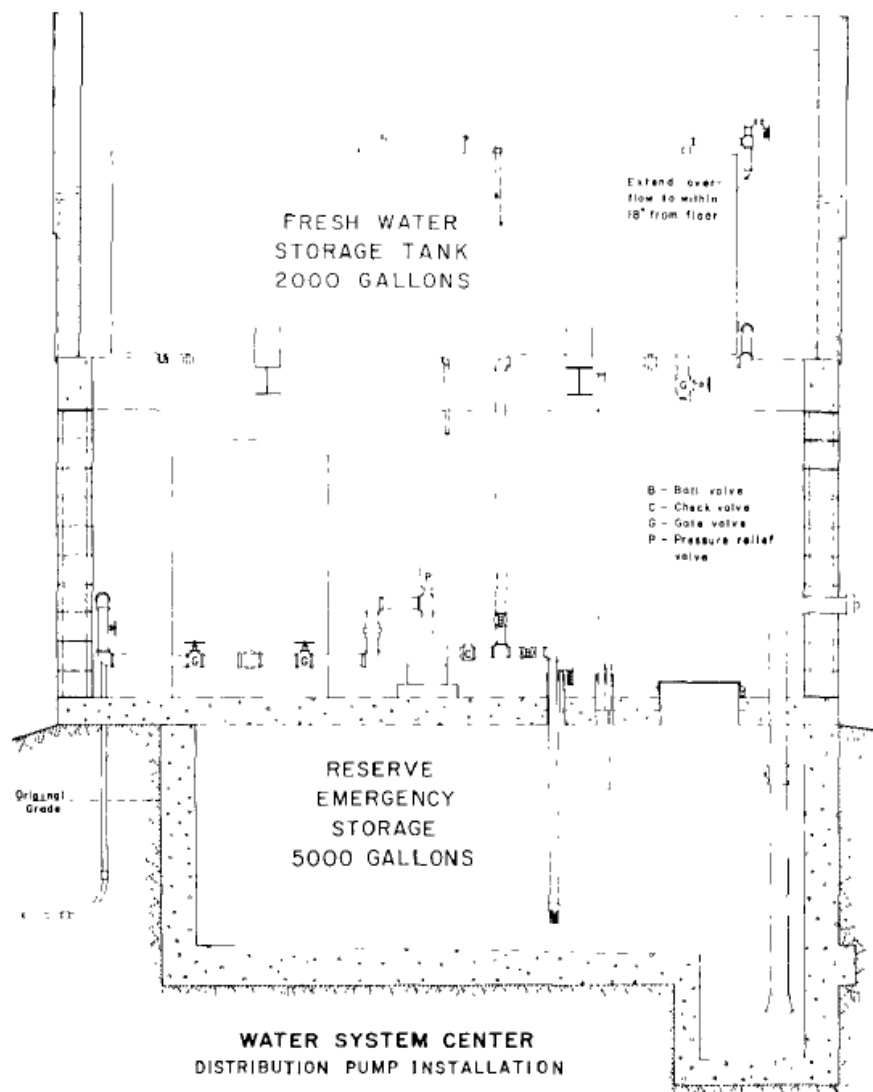 Extend over-
flow to within
18" from floor
FRESH WATER
STORAGE TANK
2000 GALLONS
G
B - Ball valve
C - Check valve
G - Gate valve
P - Pressure relief
valve
P
B
G
G
C
B
RESERVE
EMERGENCY
STORAGE
5000 GALLONS
Original
Grade
WATER SYSTEM CENTER
DISTRIBUTION PUMP INSTALLATION